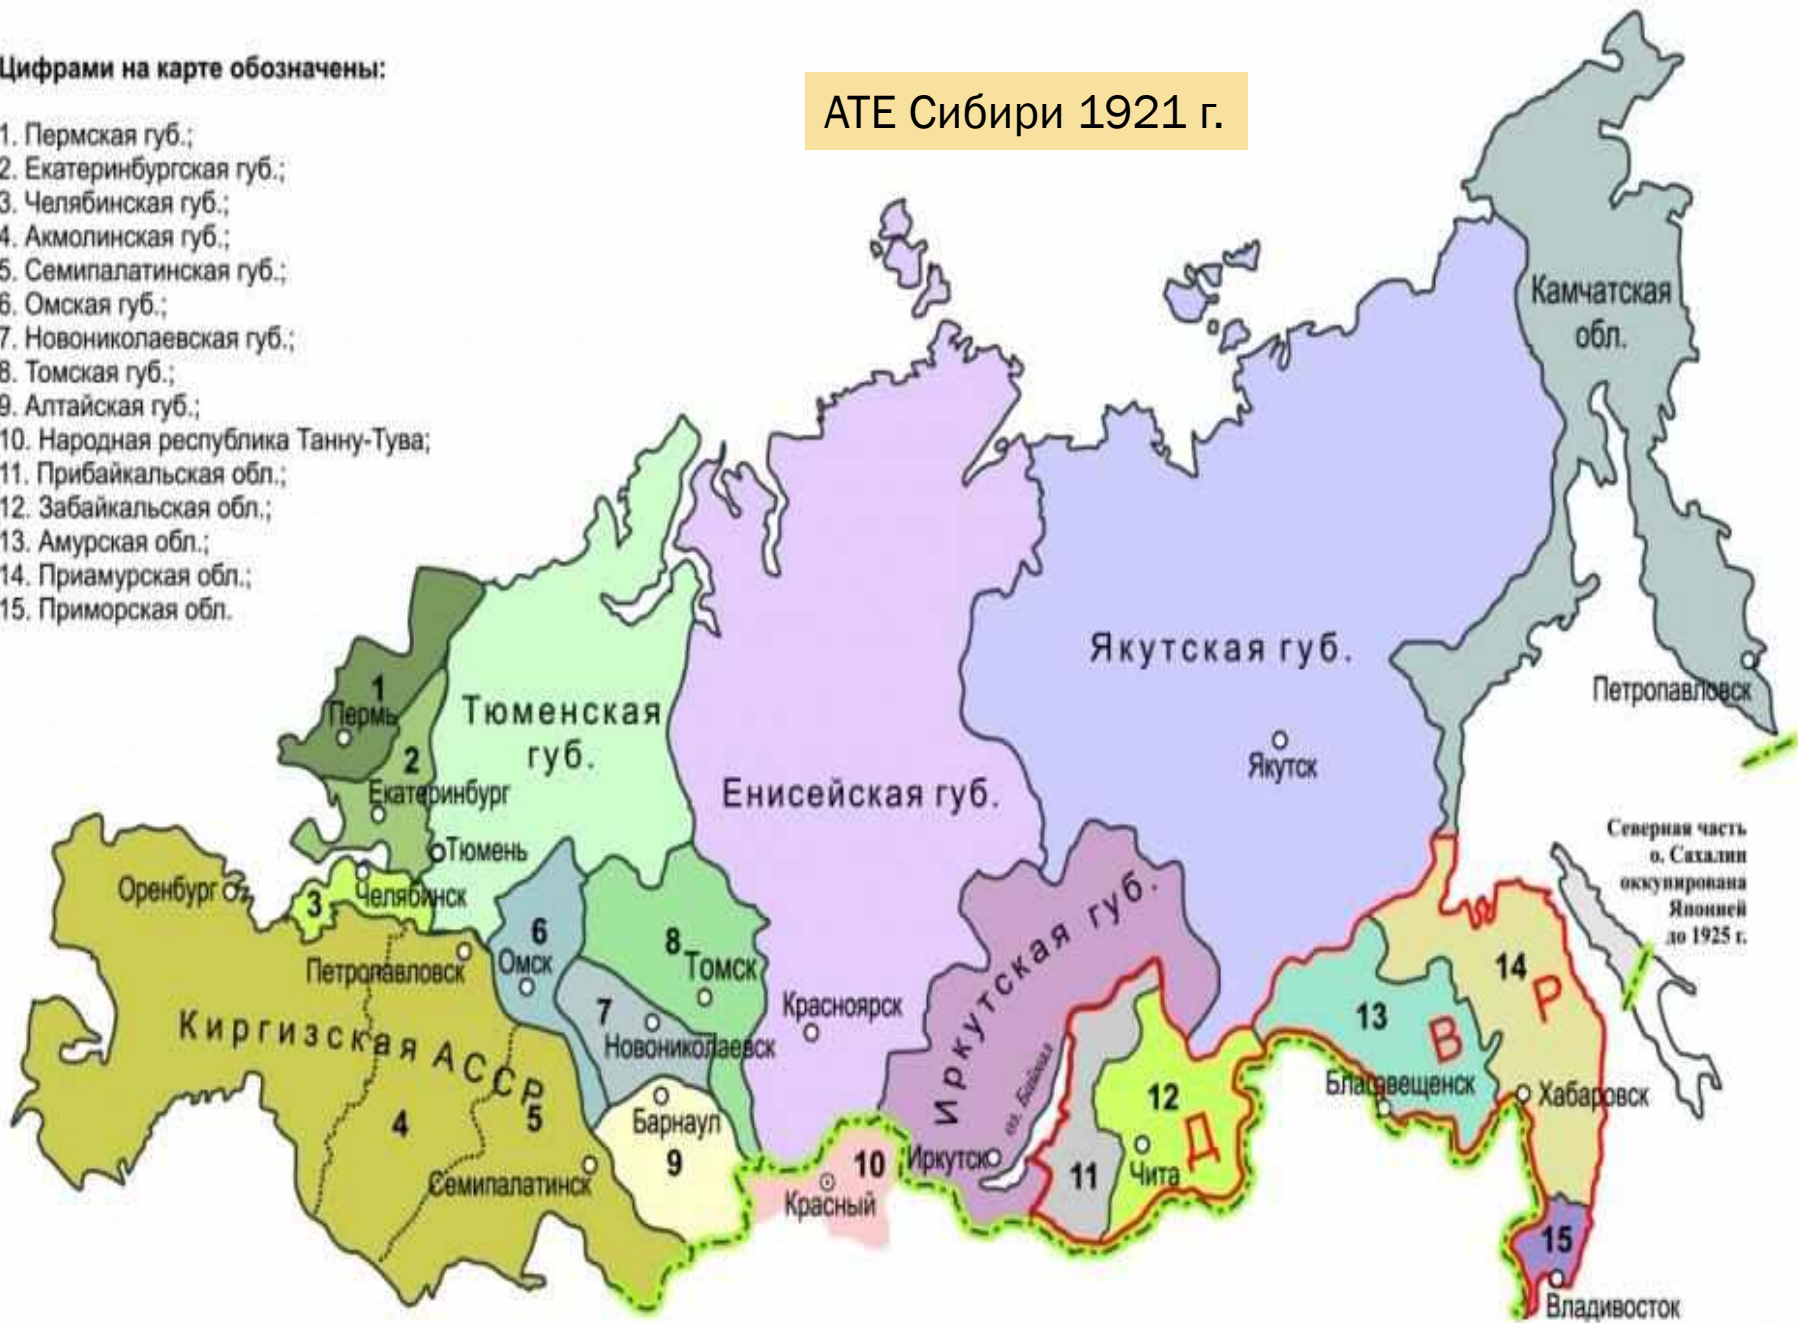 Цифрами на карте обозначены:
1. Пермская губ.;
2. Екатеринбургская губ.;
3. Челябинская губ.;
4. Акмолинская губ.;
5. Семипалатинская губ.;
6. Омская губ.;
7. Новониколаевская губ.;
8. Томская губ.;
9. Алтайская губ.;
10. Народная республика Танну-Тува;
11. Прибайкальская обл.;
12. Забайкальская обл.;
13. Амурская обл.;
14. Приамурская обл.;
15. Приморская обл.
АТЕ Сибири 1921 г.
Камчатская
обл.
Петропавловск
Якутская губ.
Якутск
Енисейская губ.
Красноярск
Тюменская
губ.
Тюмень
1
Пермь
2
Екатеринбург
3
Челябинск
Оренбург
Петропавловск
Киргизская АССР
4
5
Семипалатинск
6
Омск
7
Новониколаевск
8
Томск
Барнаул
9
10
Красный
Иркутская губ.
Иркутск
оз. Байкал
11
12
Чита
Д
13
В
Благовещенск
14
Р
Хабаровск
15
Владивосток
Северная часть
о. Сахалин
оккупирована
Японией
до 1925 г.